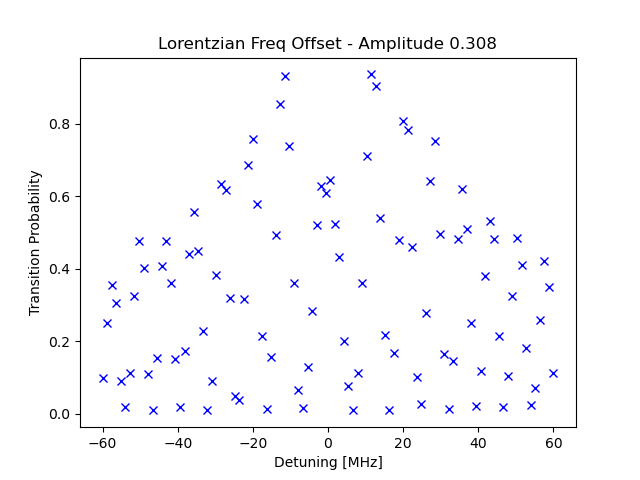 Lorentzian Freq Offset - Amplitude 0.308
Transition Probability
0.8
0.6
0.4
0.2
0.0
−60 −40 −20 0 20 40 60
Detuning [MHz]